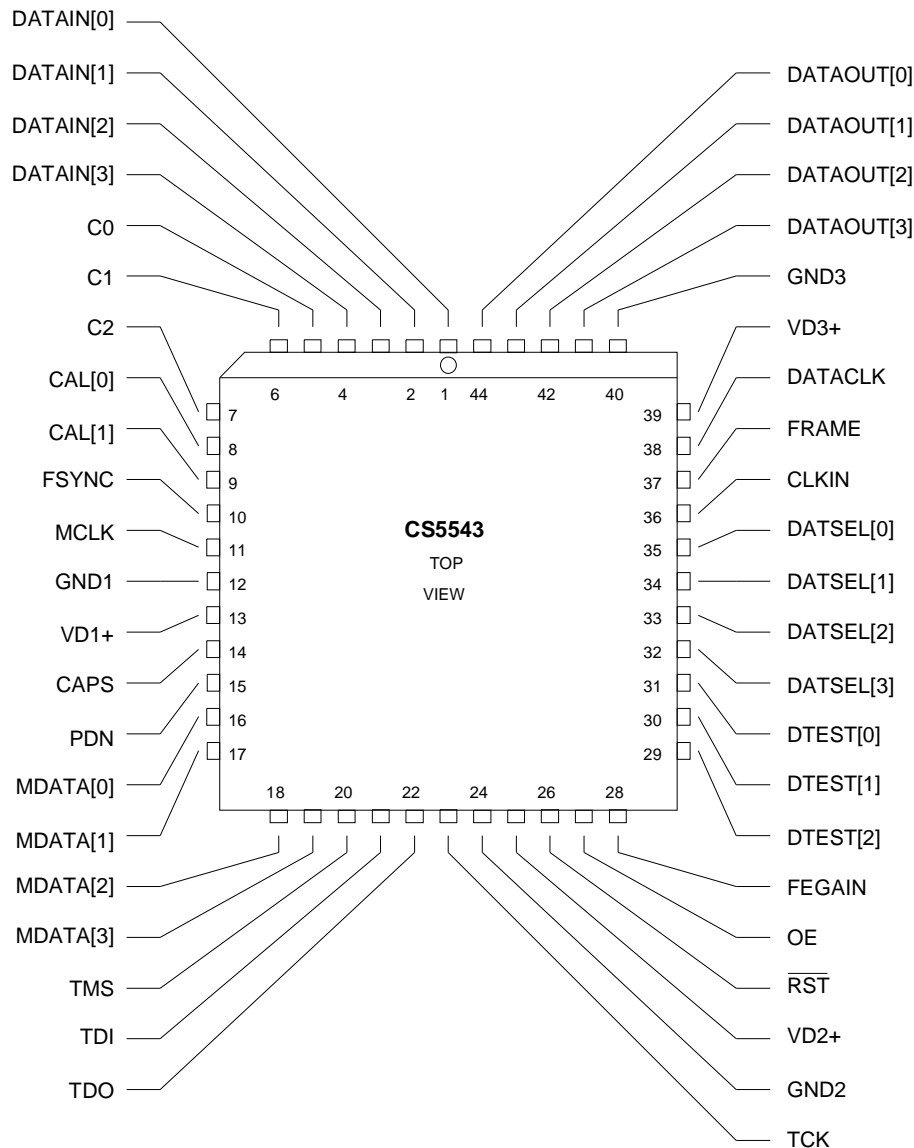 DATAIN[0]
DATAIN[1]
DATAIN[2]
DATAIN[3]
C0
C1
C2
CAL[0]
CAL[1]
FSYNC
MCLK
GND1
VD1+
CAPS
PDN
MDATA[0]
MDATA[1]
MDATA[2]
MDATA[3]
TMS
TDI
TDO
6 4 2 1 44 42 40
7
8
9
10
11
12
13
14
15
16
17
CS5543
TOP
VIEW
39
38
37
36
35
34
33
32
31
30
29
18 20 22 24 26 28
DATAOUT[0]
DATAOUT[1]
DATAOUT[2]
DATAOUT[3]
GND3
VD3+
DATACLK
FRAME
CLKIN
DATSEL[0]
DATSEL[1]
DATSEL[2]
DATSEL[3]
DTEST[0]
DTEST[1]
DTEST[2]
FEGAIN
OE
RST
VD2+
GND2
TCK